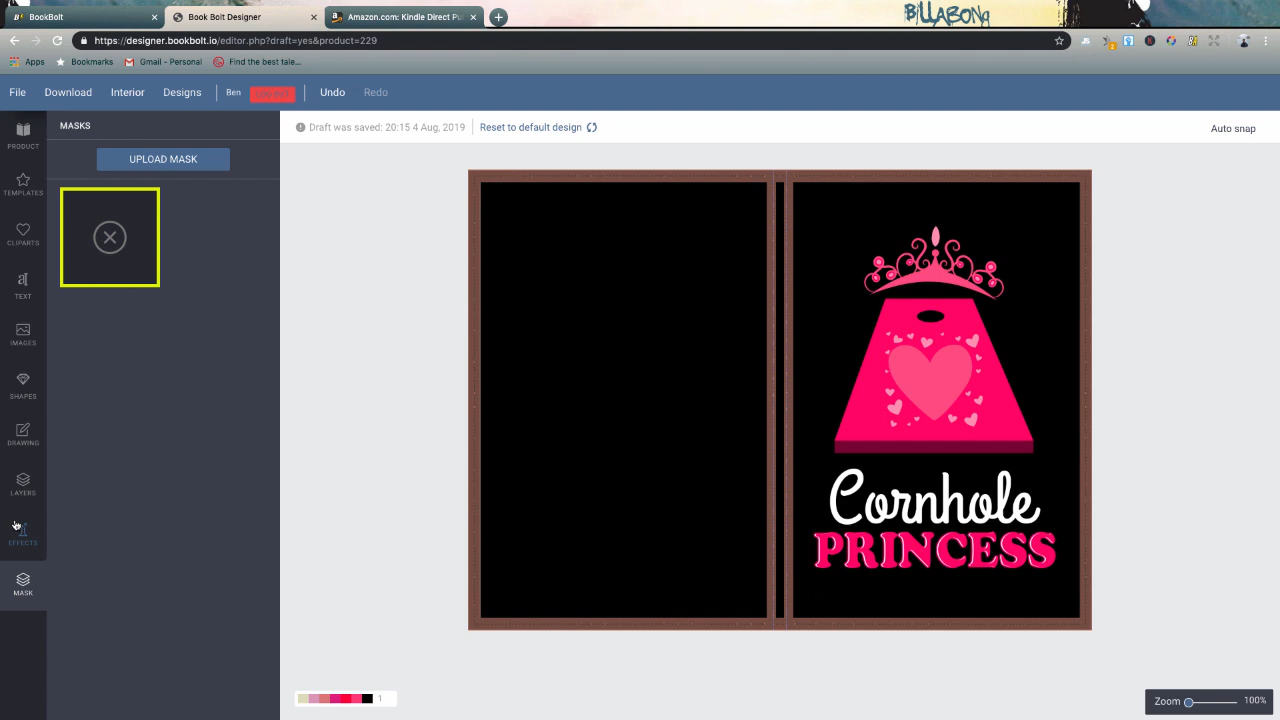 BILLABONG
BookBolt
Book Bolt Designer
Amazon.com: Kindle Direct Pu
https://designer.bookbolt.io/editor.php?draft=yes&product=229
Apps
Bookmarks
Gmail - Personal
Find the best tale...
File
Download
Interior
Designs
Ben
Log out
Undo
Redo
PRODUCT
TEMPLATES
CLIPARTS
TEXT
IMAGES
SHAPES
DRAWING
LAYERS
EFFECTS
MASK
MASKS
UPLOAD MASK
Draft was saved: 20:15 4 Aug, 2019
Reset to default design
Auto snap
Cornhole
PRINCESS
1
Zoom
100%